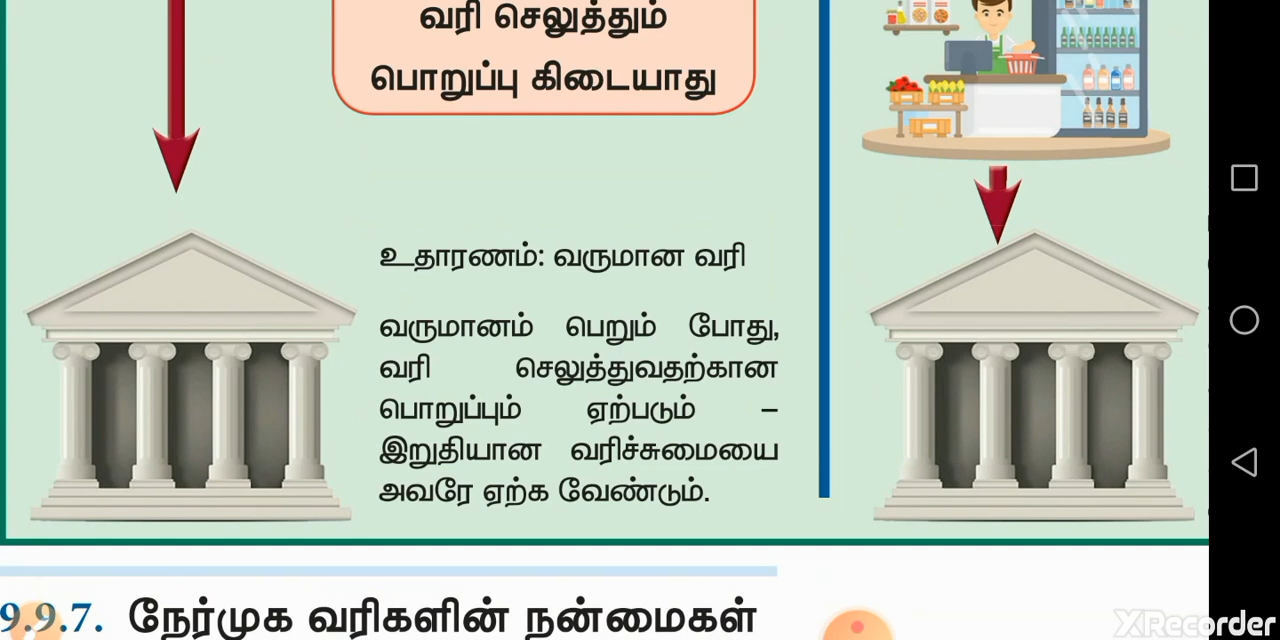 வரி செலுத்தும்
பொறுப்பு கிடையாது
உதாரணம்: வருமான வரி
வருமானம் பெறும் போது,
வரி செலுத்துவதற்கான
பொறுப்பும் ஏற்படும் –
இறுதியான வரிச்சுமையை
அவரே ஏற்க வேண்டும்.
9.9.7. நேர்முக வரிகளின் நன்மைகள்
XRecorder